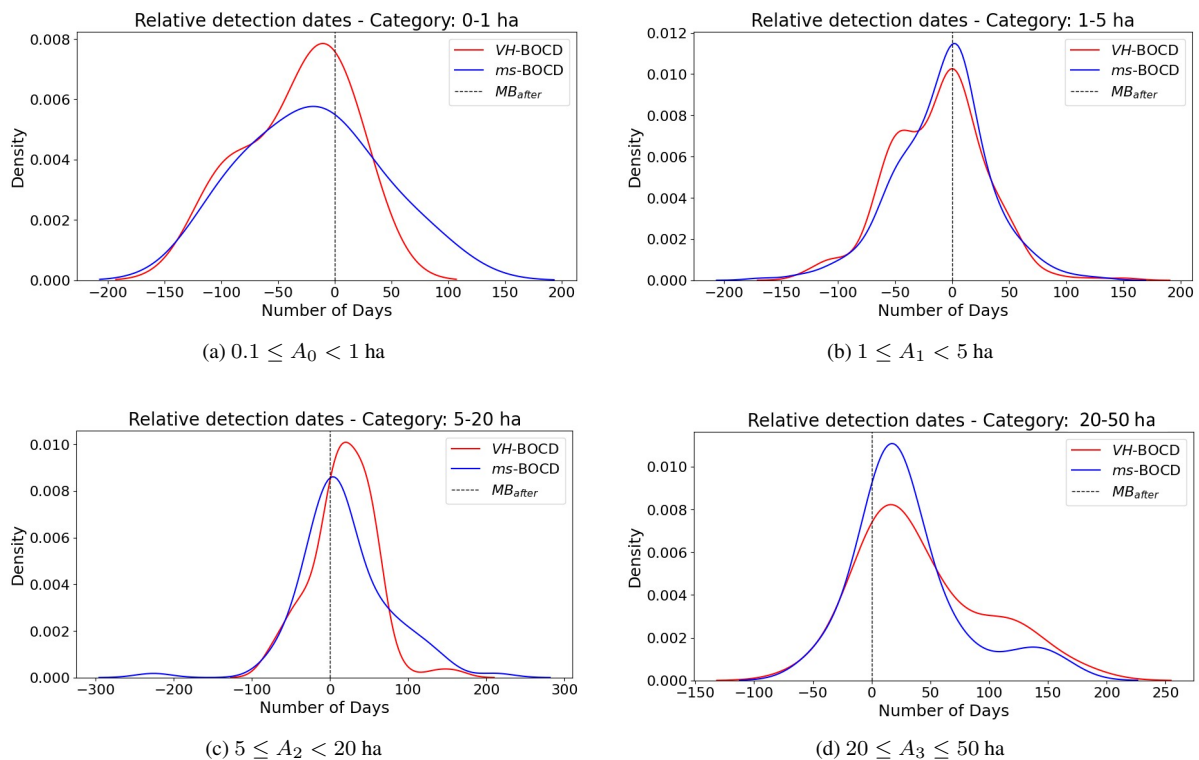 Relative detection dates - Category: 0-1 ha
0.008
0.006
0.004
0.002
0.000
Density
VH-BOCD
ms-BOCD
MB_after
−200 −150 −100 −50 0 50 100 150 200
Number of Days
(a) 0.1 ≤ A_0 < 1 ha
Relative detection dates - Category: 1-5 ha
0.012
0.010
0.008
0.006
0.004
0.002
0.000
Density
VH-BOCD
ms-BOCD
MB_after
−200 −150 −100 −50 0 50 100 150 200
Number of Days
(b) 1 ≤ A_1 < 5 ha
Relative detection dates - Category: 5-20 ha
0.010
0.008
0.006
0.004
0.002
0.000
Density
VH-BOCD
ms-BOCD
MB_after
−300 −200 −100 0 100 200 300
Number of Days
(c) 5 ≤ A_2 < 20 ha
Relative detection dates - Category: 20-50 ha
0.010
0.008
0.006
0.004
0.002
0.000
Density
VH-BOCD
ms-BOCD
MB_after
−150 −100 −50 0 50 100 150 200 250
Number of Days
(d) 20 ≤ A_3 ≤ 50 ha